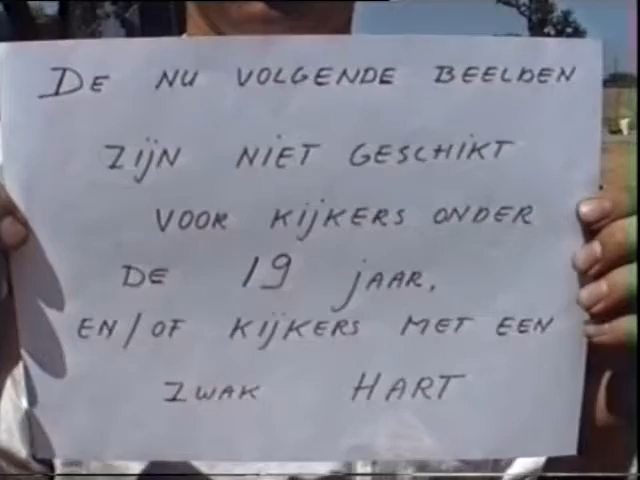 DE NU VOLGENDE BEELDEN
ZIJN NIET GESCHIKT
VOOR KIJKERS ONDER
DE 19 JAAR,
EN/OF KIJKERS MET EEN
ZWAK HART